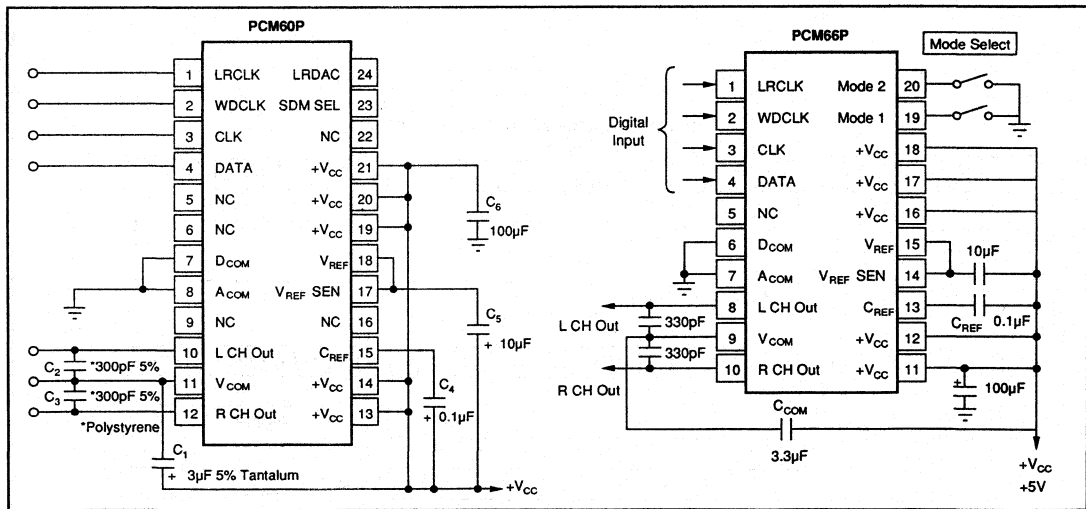 PCM60P
1 LRCLK LRDAC 24
2 WDCLK SDM SEL 23
3 CLK NC 22
4 DATA +VCC 21
5 NC +VCC 20
6 NC +VCC 19
7 DCOM VREF 18
8 ACOM VREF SEN 17
9 NC NC 16
10 L CH Out CREF 15
11 VCOM +VCC 14
12 R CH Out +VCC 13
C6
100µF
C5
+ 10µF
C4
+ 0.1µF
C2 *300pF 5%
C3 *300pF 5%
*Polystyrene
C1
+ 3µF 5% Tantalum
+VCC
PCM66P
Mode Select
Digital
Input
1 LRCLK Mode 2 20
2 WDCLK Mode 1 19
3 CLK +VCC 18
4 DATA +VCC 17
5 NC +VCC 16
6 DCOM VREF 15
7 ACOM VREF SEN 14
8 L CH Out CREF 13
9 VCOM +VCC 12
10 R CH Out +VCC 11
10µF
CREF 0.1µF
+ 100µF
L CH Out
330pF
330pF
R CH Out
CCOM
3.3µF
+VCC
+5V